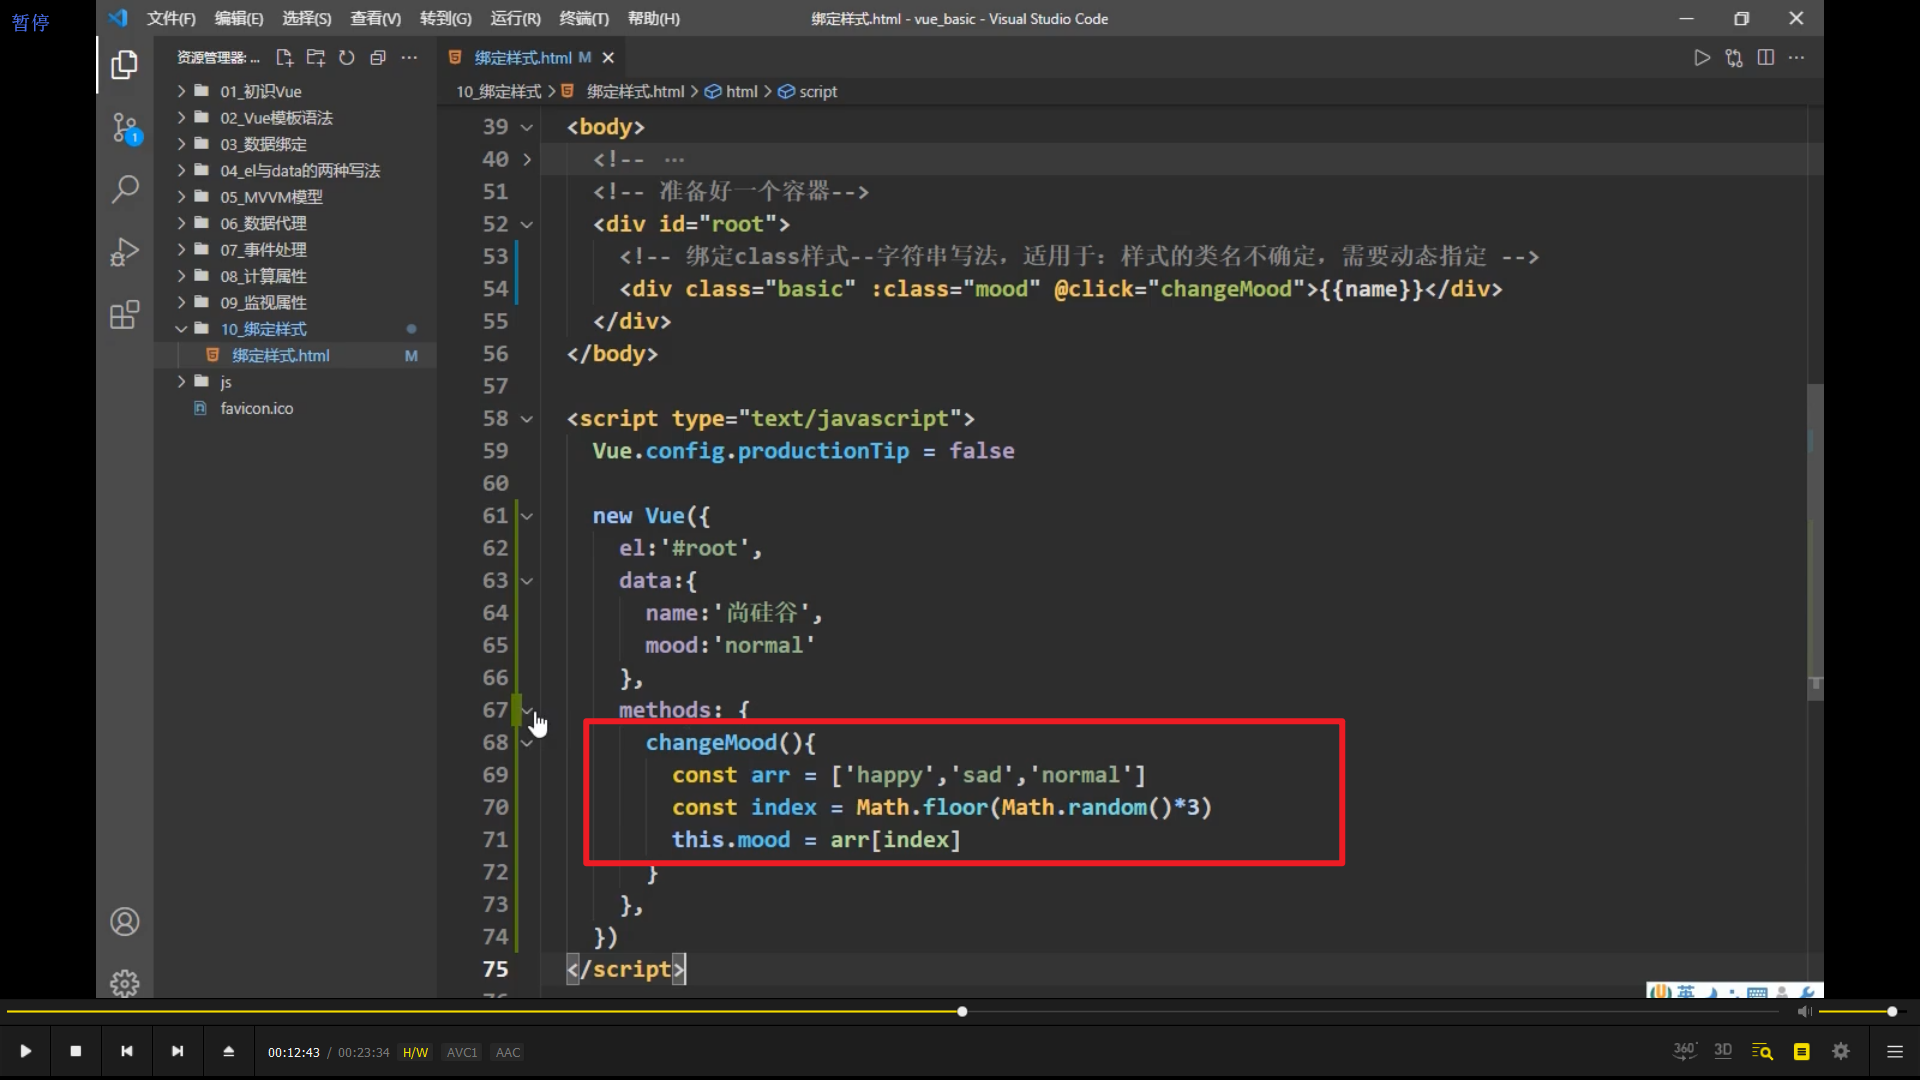 暂停
文件(F) 编辑(E) 选择(S) 查看(V) 转到(G) 运行(R) 终端(T) 帮助(H) 绑定样式.html - vue_basic - Visual Studio Code
资源管理器: ...
绑定样式.html M
10_绑定样式 > 绑定样式.html > html > script
01_初识Vue
02_Vue模板语法
03_数据绑定
04_el与data的两种写法
05_MVVM模型
06_数据代理
07_事件处理
08_计算属性
09_监视属性
10_绑定样式
绑定样式.html M
js
favicon.ico
1
39 <body>
40 <!-- ...
51 <!-- 准备好一个容器-->
52 <div id="root">
53 <!-- 绑定class样式--字符串写法，适用于：样式的类名不确定，需要动态指定 -->
54 <div class="basic" :class="mood" @click="changeMood">{{name}}</div>
55 </div>
56 </body>
57
58 <script type="text/javascript">
59 Vue.config.productionTip = false
60
61 new Vue({
62 el:'#root',
63 data:{
64 name:'尚硅谷',
65 mood:'normal'
66 },
67 methods: {
68 changeMood(){
69 const arr = ['happy','sad','normal']
70 const index = Math.floor(Math.random()*3)
71 this.mood = arr[index]
72 }
73 },
74 })
75 </script>
英
00:12:43 / 00:23:34 H/W AVC1 AAC
360° 3D